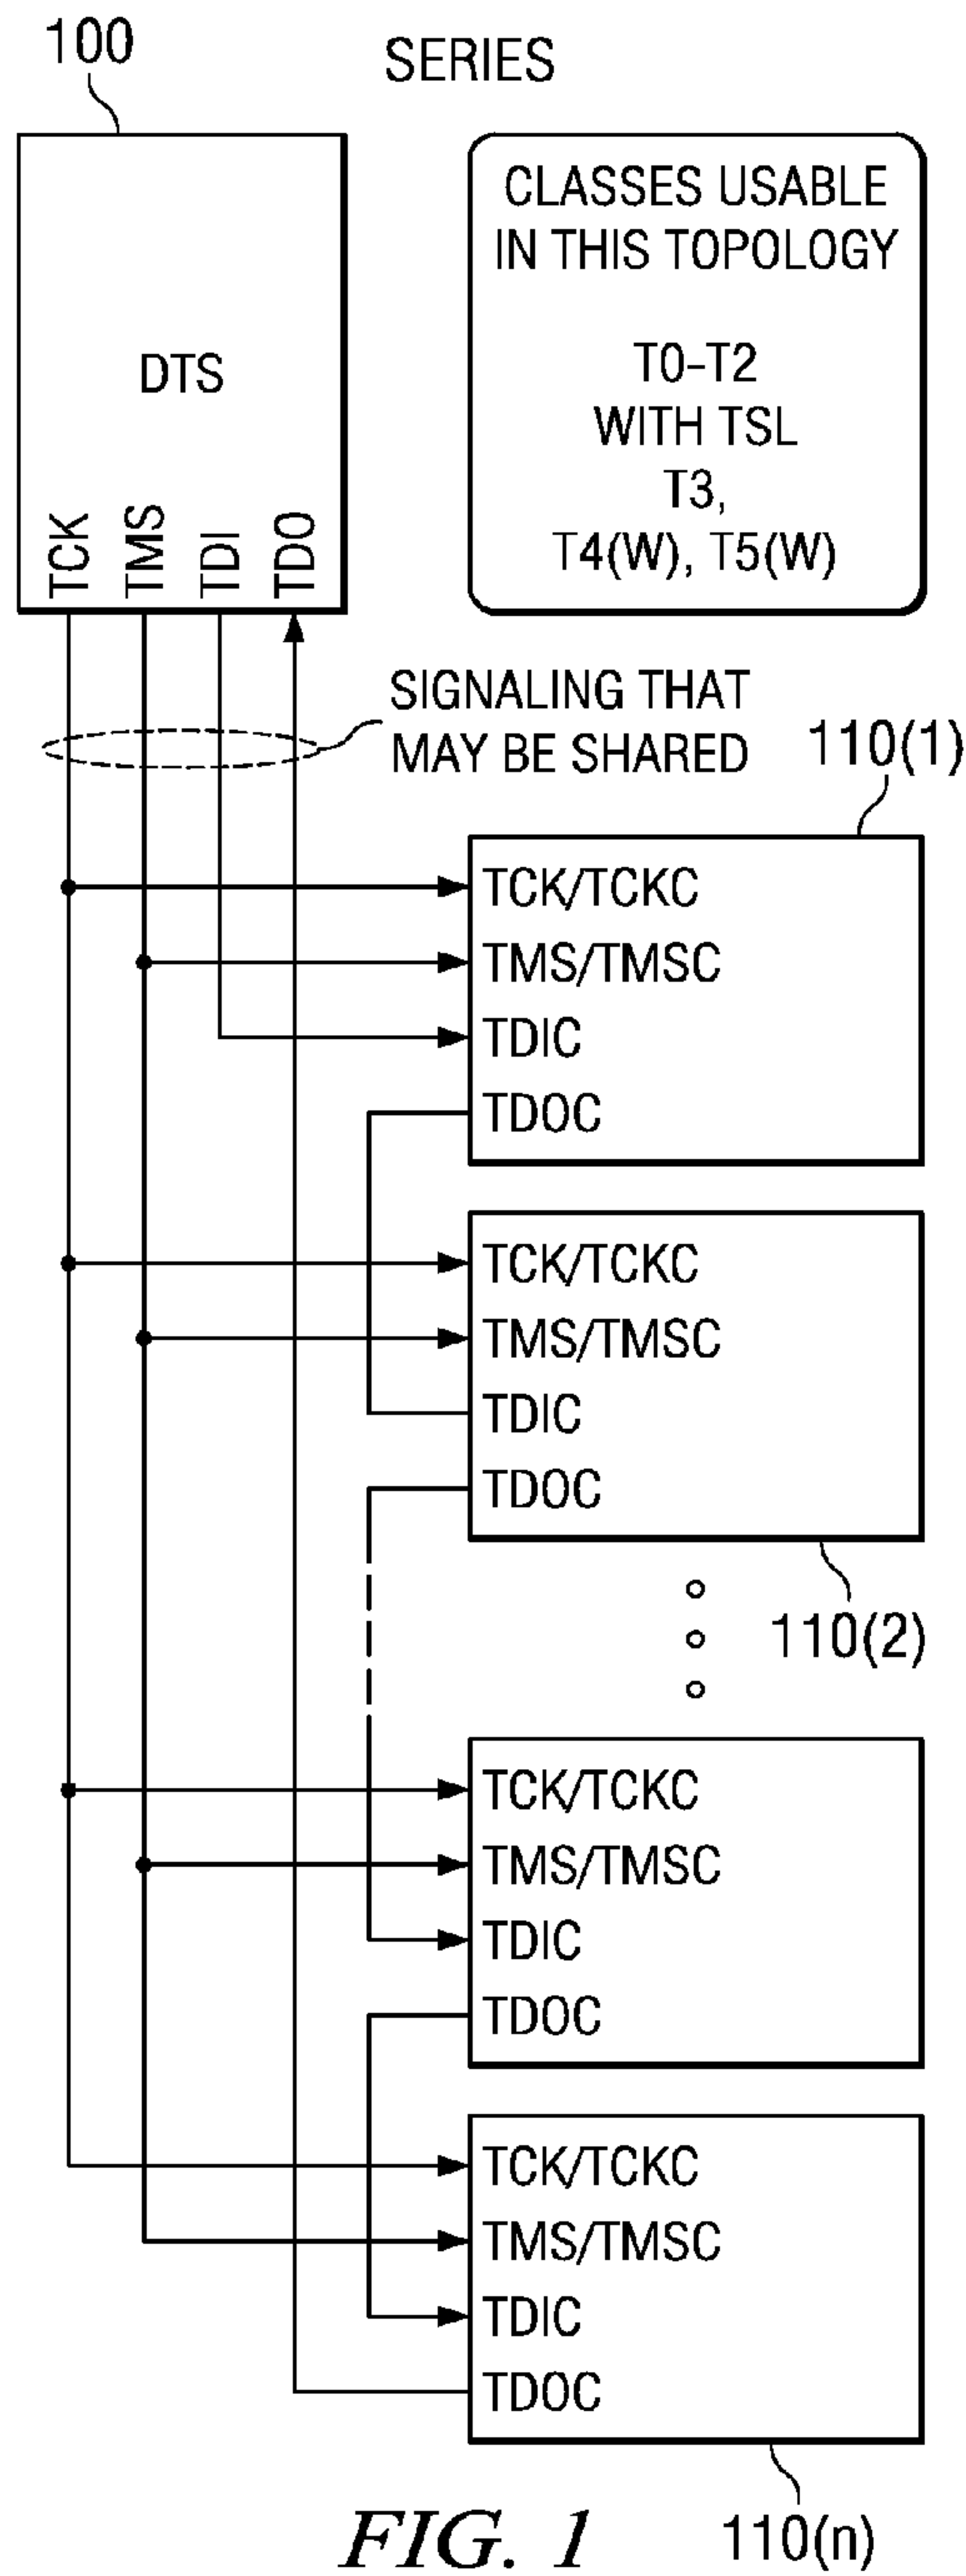 100
SERIES
CLASSES USABLE
IN THIS TOPOLOGY
T0-T2
WITH TSL
T3,
T4(W), T5(W)
DTS
TCK
TMS
TDI
TDO
SIGNALING THAT
MAY BE SHARED
110(1)
TCK/TCKC
TMS/TMSC
TDIC
TDOC
TCK/TCKC
TMS/TMSC
TDIC
TDOC
110(2)
TCK/TCKC
TMS/TMSC
TDIC
TDOC
TCK/TCKC
TMS/TMSC
TDIC
TDOC
110(n)
FIG. 1